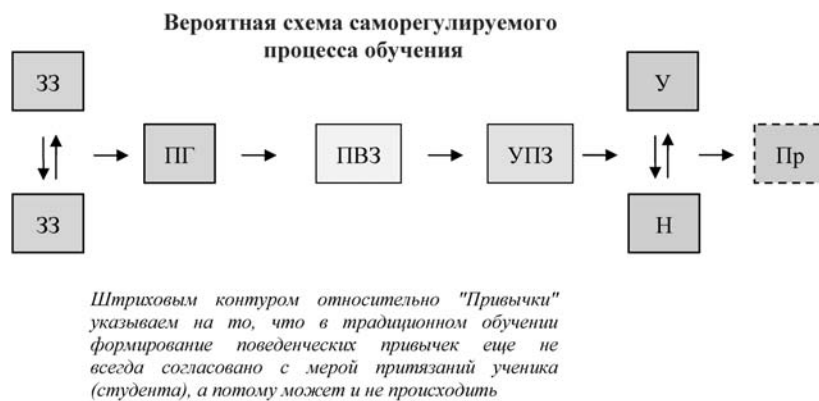 Вероятная схема саморегулируемого
процесса обучения
ЗЗ
У
ПГ
ПВЗ
УПЗ
Пр
ЗЗ
Н
Штриховым контуром относительно "Привычки"
указываем на то, что в традиционном обучении
формирование поведенческих привычек еще не
всегда согласовано с мерой притязаний ученика
(студента), а потому может и не происходить